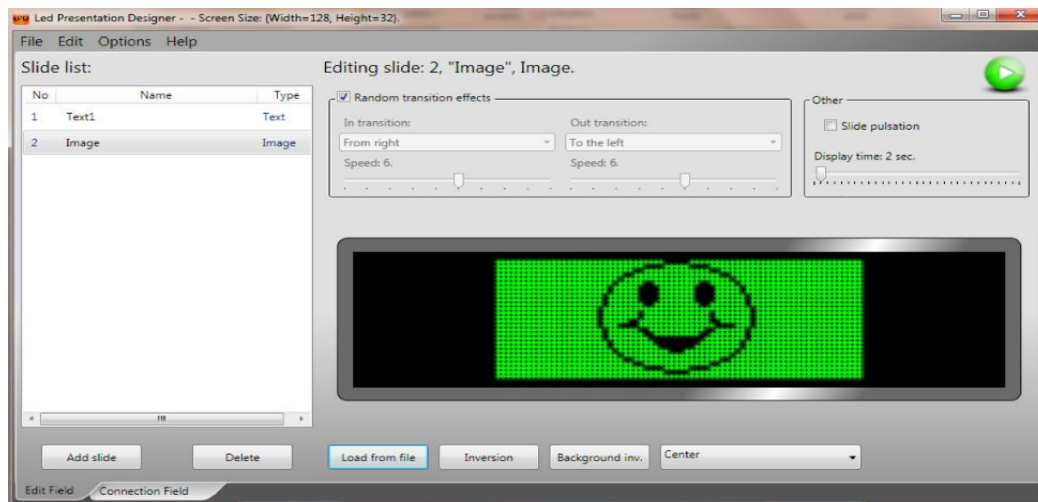 Led Presentation Designer - - Screen Size: (Width=128, Height=32).
File Edit Options Help
Slide list:
No Name Type
1 Text1 Text
2 Image Image
Add slide Delete
Editing slide: 2, "Image", Image.
Random transition effects
In transition: Out transition:
From right To the left
Speed: 6. Speed: 6.
Other
Slide pulsation
Display time: 2 sec.
Load from file Inversion Background inv. Center
Edit Field Connection Field